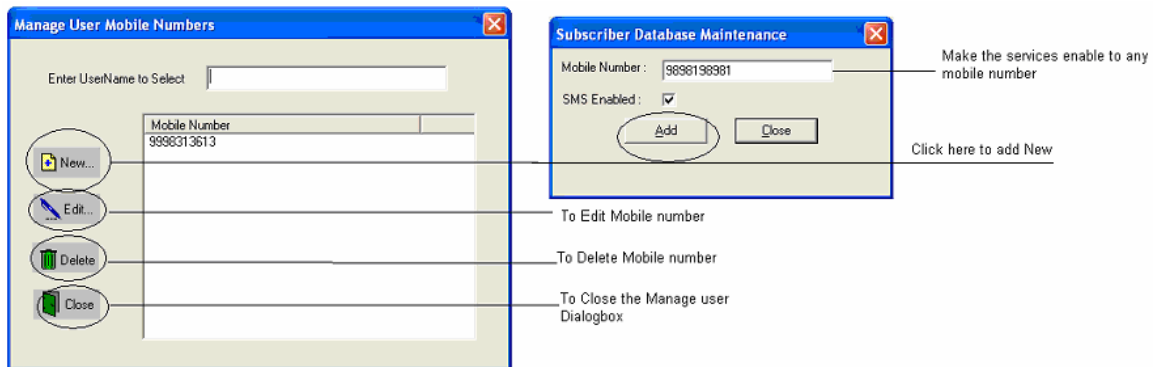 Manage User Mobile Numbers
Enter UserName to Select
Mobile Number
9998313613
New...
Edit...
Delete
Close
Subscriber Database Maintenance
Mobile Number :
9898198981
SMS Enabled :
Add
Close
Make the services enable to any
mobile number
Click here to add New
To Edit Mobile number
To Delete Mobile number
To Close the Manage user
Dialogbox